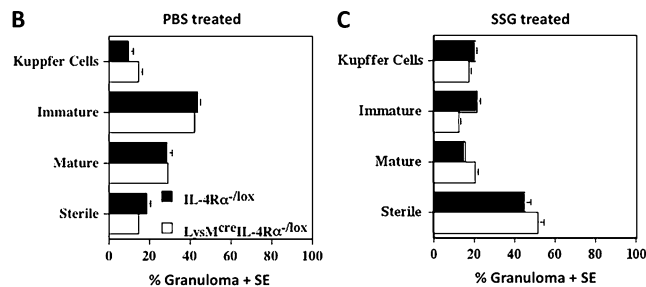 B
PBS treated
Kuppfer Cells
Immature
Mature
Sterile
IL-4Rα-/lox
LysMcreIL-4Rα-/lox
0 20 40 60 80 100
% Granuloma + SE
C
SSG treated
Kupffer Cells
Immature
Mature
Sterile
0 20 40 60 80 100
% Granuloma + SE